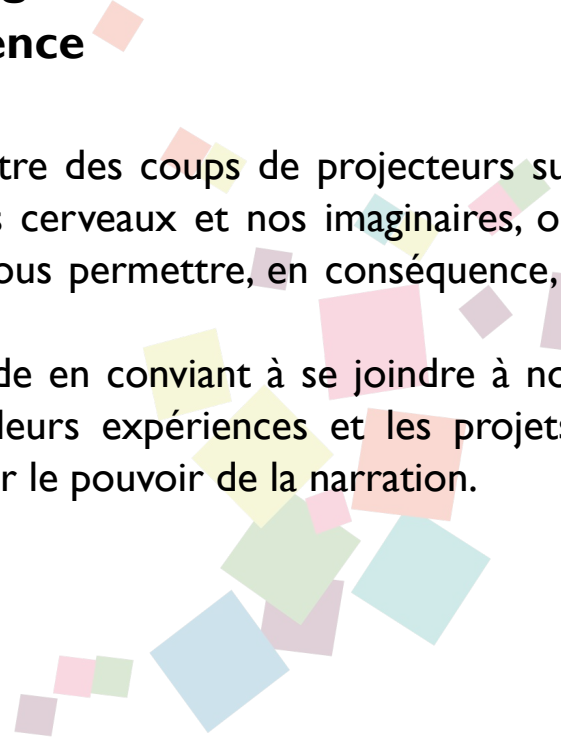 ence
tre des coups de projecteurs su
s cerveaux et nos imaginaires, o
ous permettre, en conséquence,
de en conviant à se joindre à no
leurs expériences et les projets
r le pouvoir de la narration.